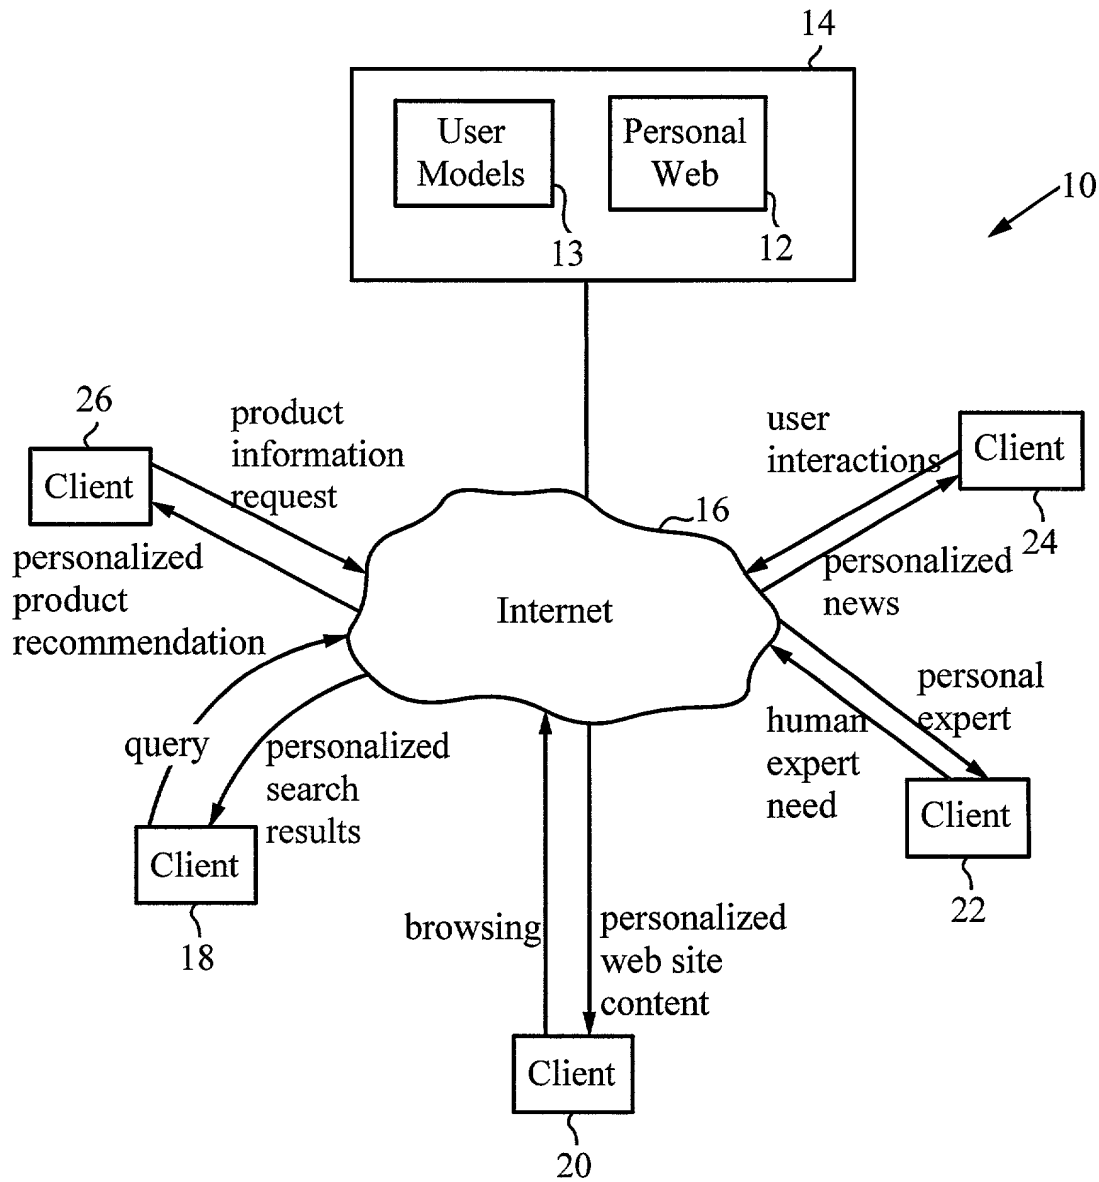 14
User
Models
Personal
Web
10
13
12
26
product
information
request
user
interactions
Client
Client
16
24
personalized
product
recommendation
personalized
news
Internet
personal
expert
human
expert
need
query
personalized
search
results
Client
Client
22
18
browsing
personalized
web site
content
Client
20